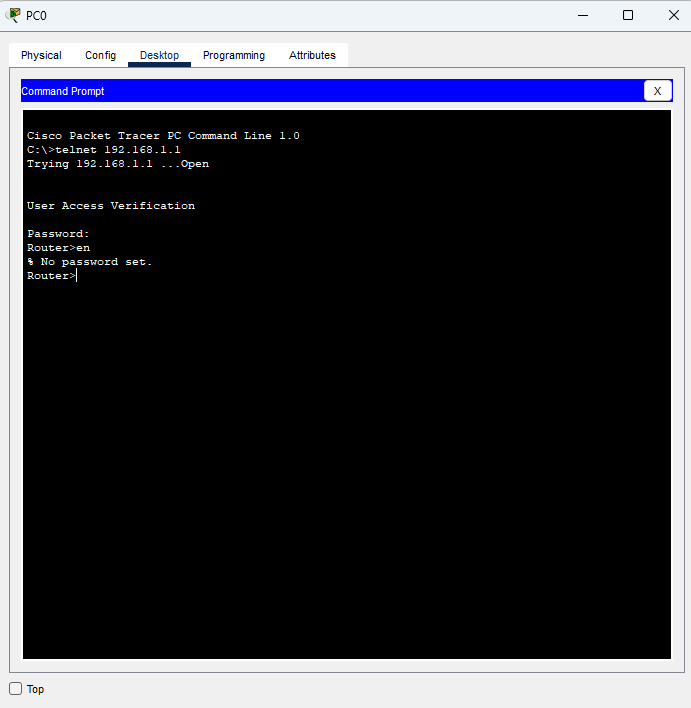 PC0
Physical Config Desktop Programming Attributes
Command Prompt X
Cisco Packet Tracer PC Command Line 1.0
C:\>telnet 192.168.1.1
Trying 192.168.1.1 ...Open
User Access Verification
Password:
Router>en
% No password set.
Router>
Top